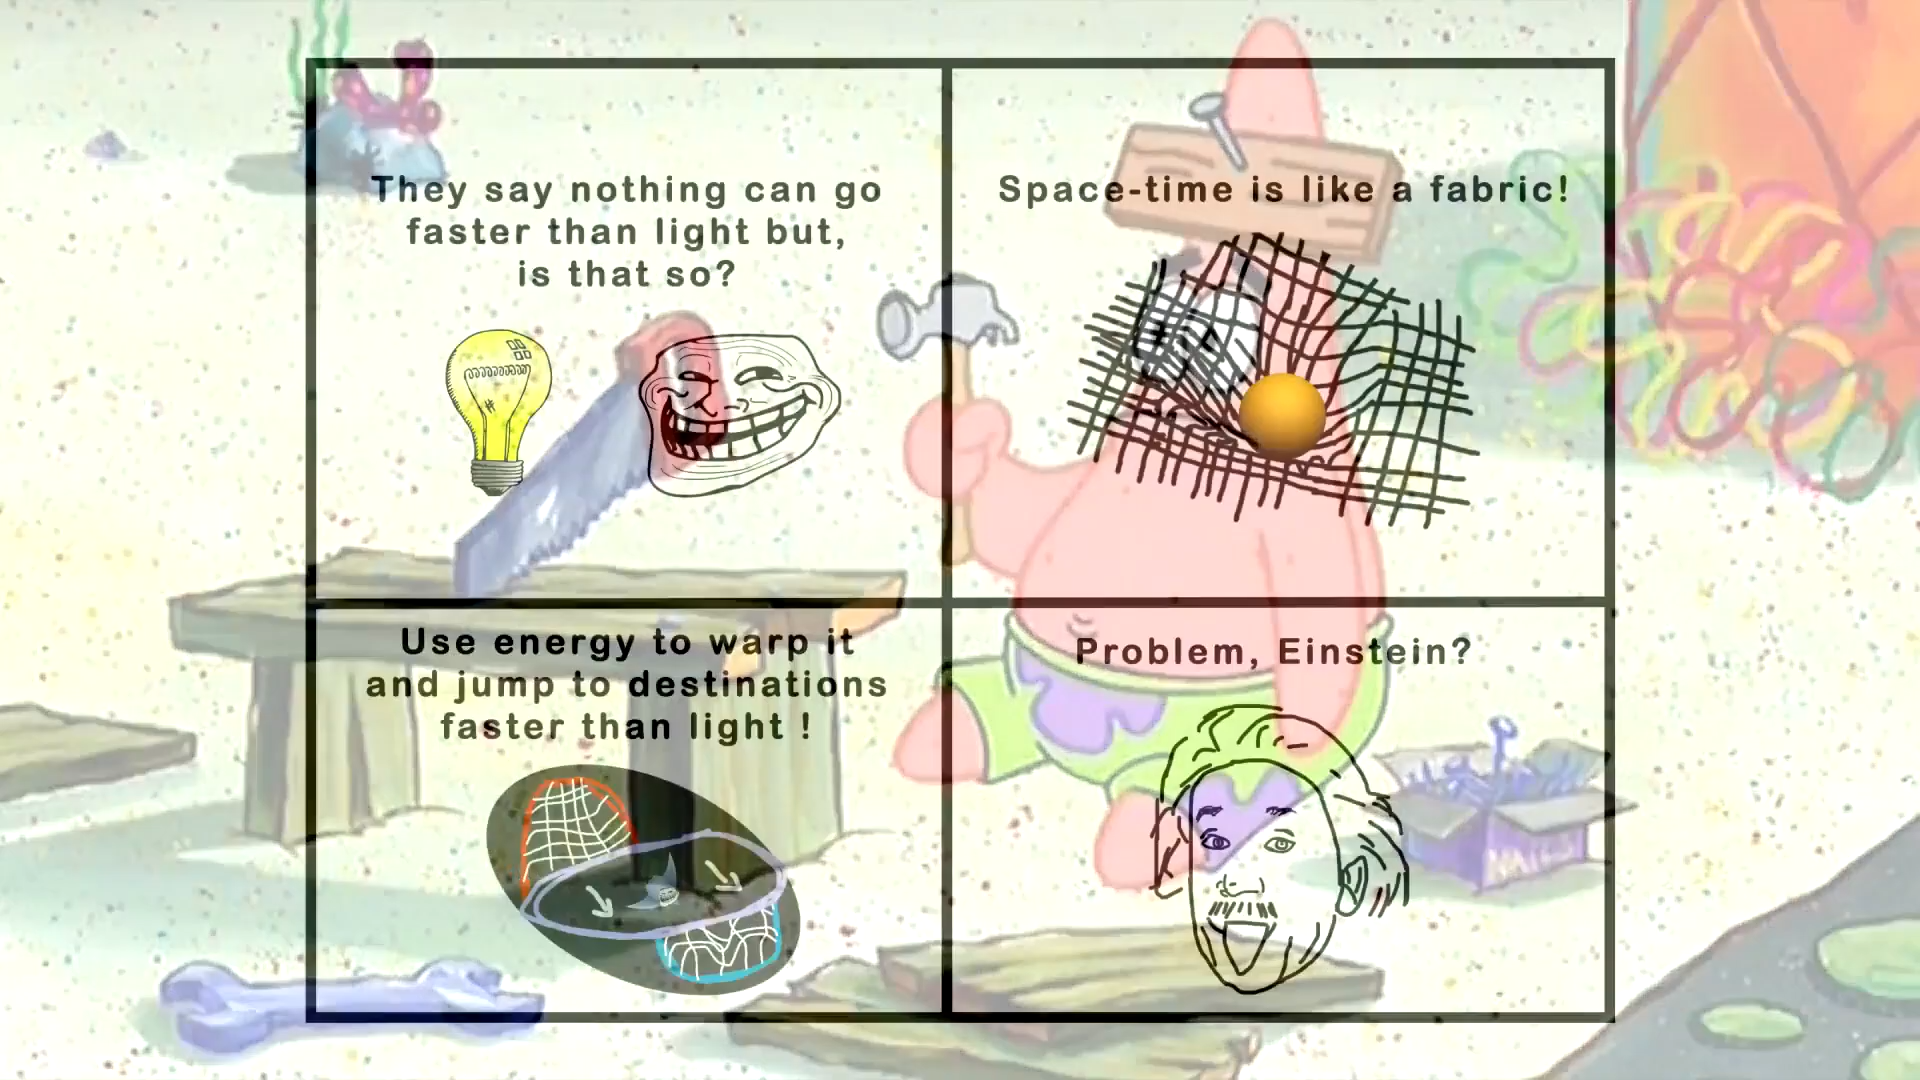 They say nothing can go
faster than light but,
is that so?
Space-time is like a fabric!
Use energy to warp it
and jump to destinations
faster than light !
Problem, Einstein?